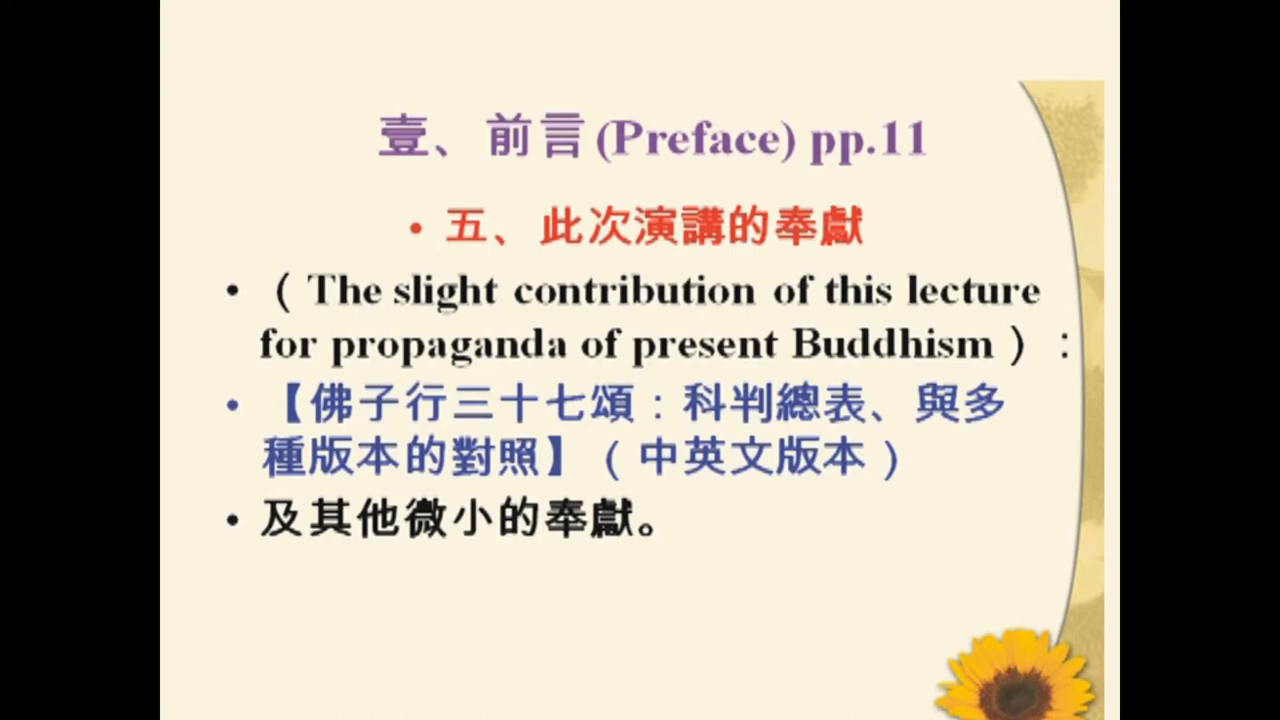 壹、前言(Preface) pp.11
• 五、此次演講的奉獻
• （The slight contribution of this lecture
for propaganda of present Buddhism）:
• 【佛子行三十七頌：科判總表、與多
種版本的對照】（中英文版本）
• 及其他微小的奉獻。